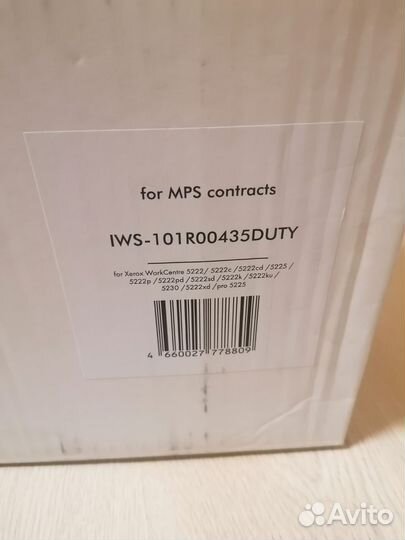 for MPS contracts
IWS-101R00435DUTY
for Xerox WorkCentre 5222/ 5222c /5222cd /5225 /
5222p /5222pd /5222sd /5222k /5222ku /
5230 /5222xd /pro 5225
4 660027 778809
Avito